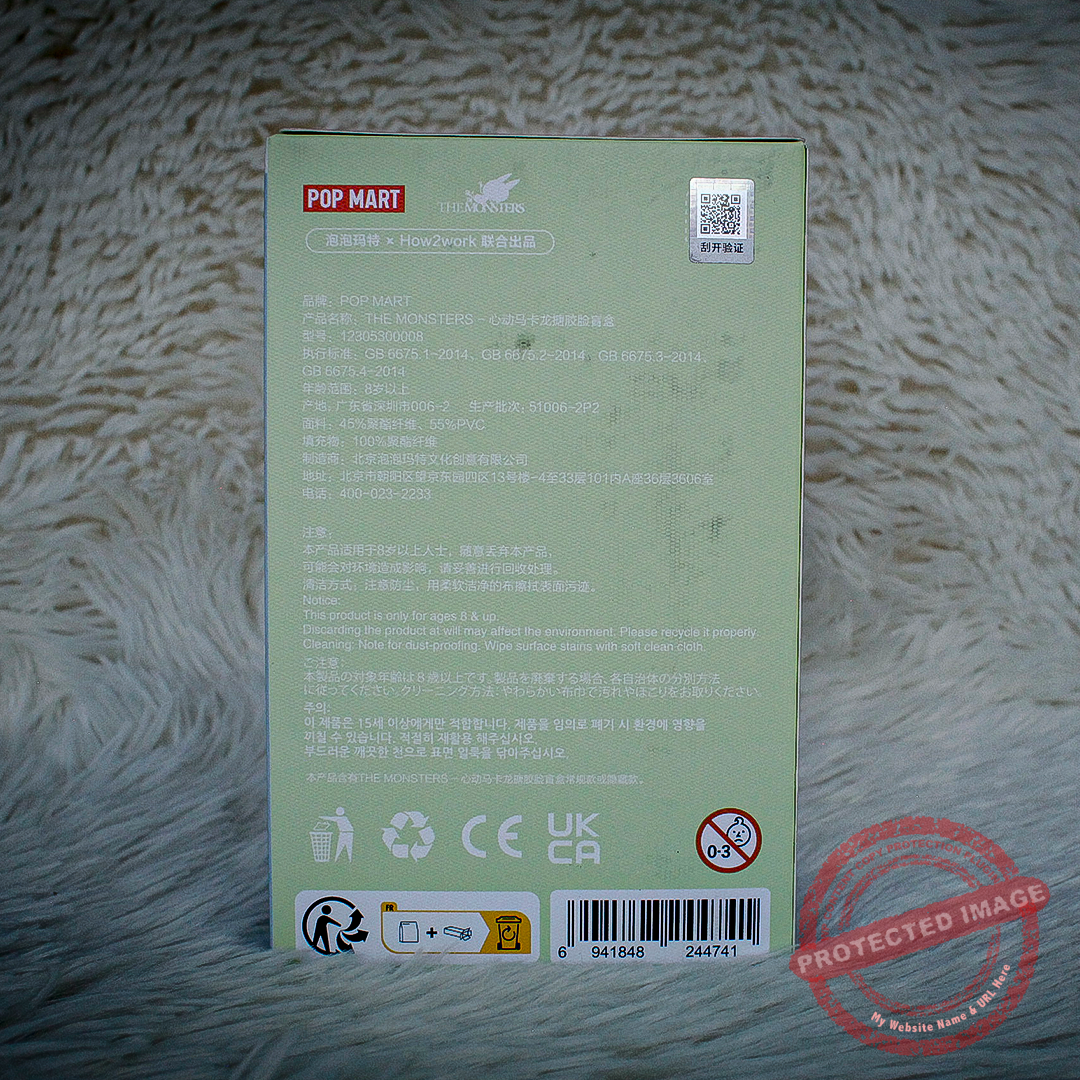 POP MART
THE MONSTERS
泡泡玛特 × How2work 联合出品
刮开验证
品牌：POP MART
产品名称：THE MONSTERS - 心动马卡龙搪胶脸盲盒
型号：12305300008
执行标准：GB 6675.1-2014、GB 6675.2-2014、GB 6675.3-2014、
GB 6675.4-2014
年龄范围：8岁以上
产地：广东省深圳市006-2 生产批次：51006-2P2
面料：45%聚酯纤维、55%PVC
填充物：100%聚酯纤维
制造商：北京泡泡玛特文化创意有限公司
地址：北京市朝阳区望京东园四区13号楼-4至33层101内A座36层3606室
电话：400-023-2233
注意：
本产品适用于8岁以上人士，随意丢弃本产品，
可能会对环境造成影响，请妥善进行回收处理。
清洁方式：注意防尘，用柔软洁净的布擦拭表面污迹。
Notice:
This product is only for ages 8 & up.
Discarding the product at will may affect the environment. Please recycle it properly.
Cleaning: Note for dust-proofing. Wipe surface stains with soft clean cloth.
ご注意：
本製品の対象年齢は８歳以上です。製品を廃棄する場合、各自治体の分別方法
に従ってください。クリーニング方法：やわらかい布巾で汚れやほこりをお取りください。
주의:
이 제품은 15세 이상에게만 적합합니다. 제품을 임의로 폐기 시 환경에 영향을
끼칠 수 있습니다. 적절히 재활용 해주십시오.
부드러운 깨끗한 천으로 표면 얼룩을 닦아주십시오.
本产品含有THE MONSTERS - 心动马卡龙搪胶脸盲盒常规款或隐藏款。
CE
UK
CA
0-3
FR
+
6 941848 244741
COPY PROTECTION
PROTECTED IMAGE
My Website Name & URL Here